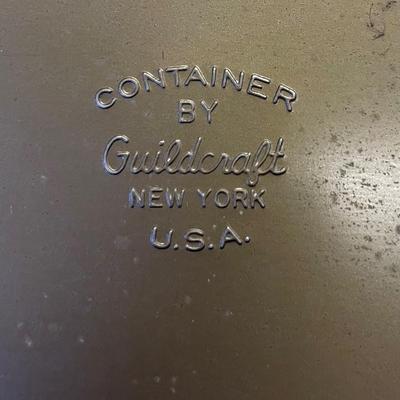 CONTAINER
BY
Guildcraft
NEW YORK
U.S.A.